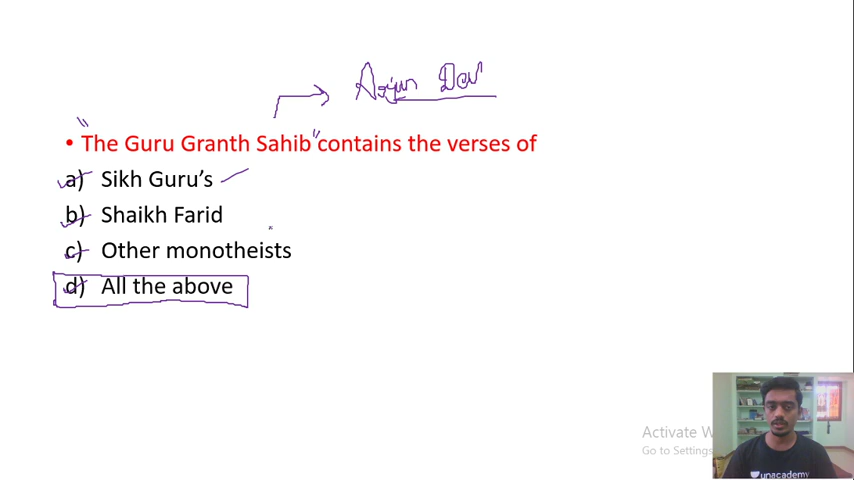 Arjun Dev
• "The Guru Granth Sahib" contains the verses of
a) Sikh Guru's
b) Shaikh Farid
c) Other monotheists
d) All the above
Activate W
Go to Settings
unacademy